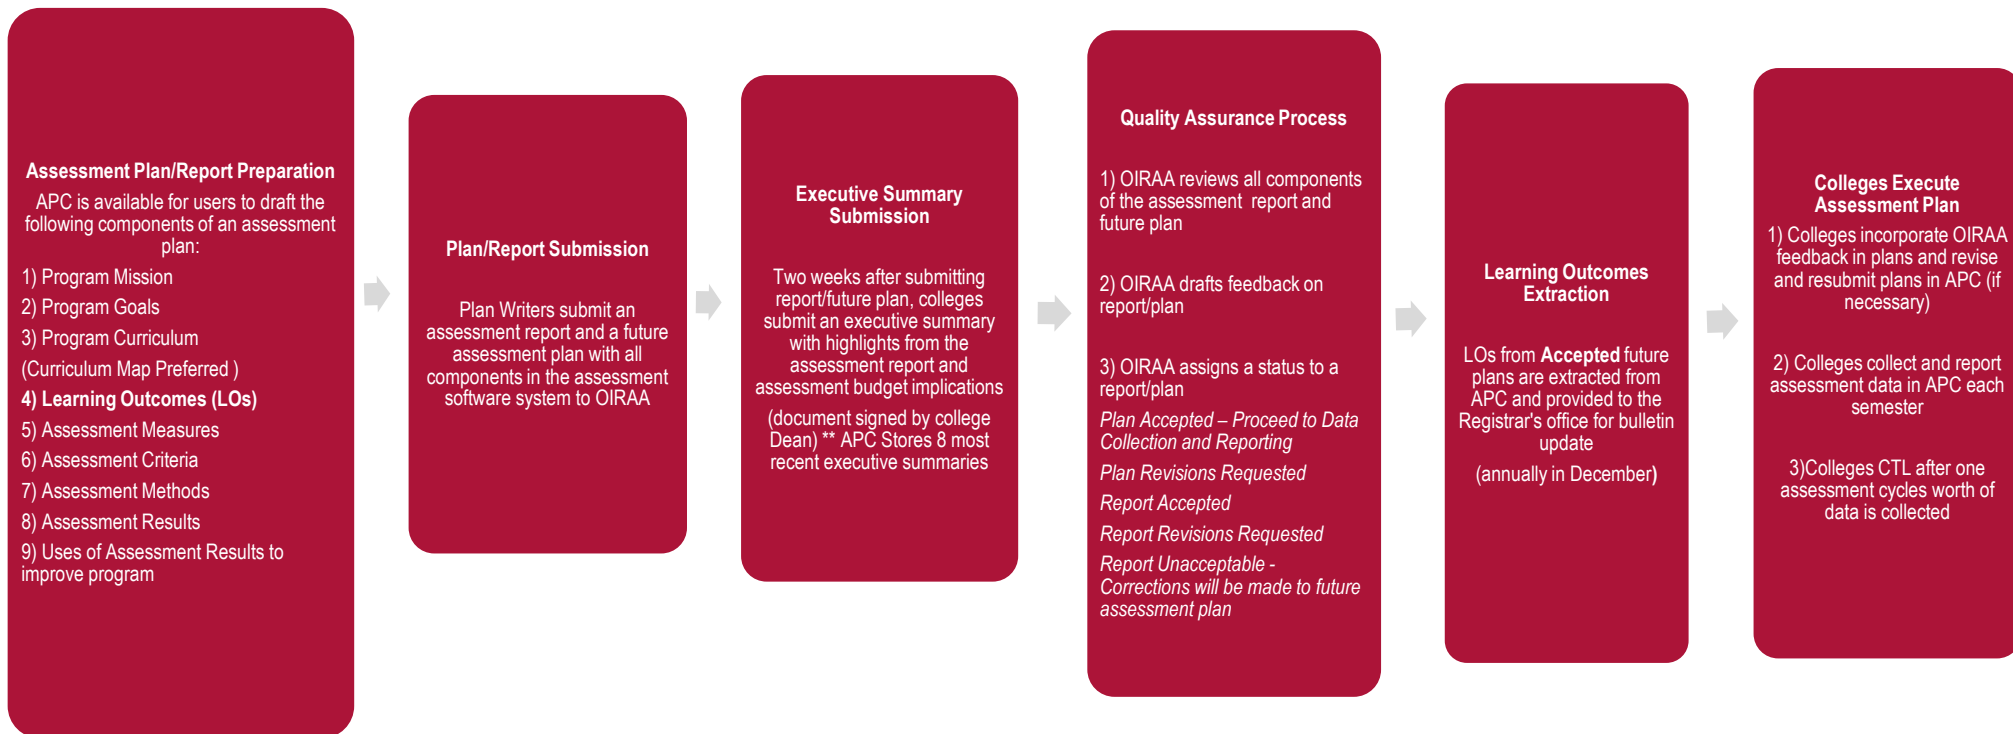 Assessment Plan/Report Preparation
APC is available for users to draft the
following components of an assessment
plan:
1) Program Mission
2) Program Goals
3) Program Curriculum
(Curriculum Map Preferred )
4) Learning Outcomes (LOs)
5) Assessment Measures
6) Assessment Criteria
7) Assessment Methods
8) Assessment Results
9) Uses of Assessment Results to
improve program
Plan/Report Submission
Plan Writers submit an
assessment report and a future
assessment plan with all
components in the assessment
software system to OIRAA
Executive Summary
Submission
Two weeks after submitting
report/future plan, colleges
submit an executive summary
with highlights from the
assessment report and
assessment budget implications
(document signed by college
Dean) ** APC Stores 8 most
recent executive summaries
Quality Assurance Process
1) OIRAA reviews all components
of the assessment report and
future plan
2) OIRAA drafts feedback on
report/plan
3) OIRAA assigns a status to a
report/plan
Plan Accepted – Proceed to Data
Collection and Reporting
Plan Revisions Requested
Report Accepted
Report Revisions Requested
Report Unacceptable -
Corrections will be made to future
assessment plan
Learning Outcomes
Extraction
LOs from Accepted future
plans are extracted from
APC and provided to the
Registrar's office for bulletin
update
(annually in December)
Colleges Execute
Assessment Plan
1) Colleges incorporate OIRAA
feedback in plans and revise
and resubmit plans in APC (if
necessary)
2) Colleges collect and report
assessment data in APC each
semester
3)Colleges CTL after one
assessment cycles worth of
data is collected